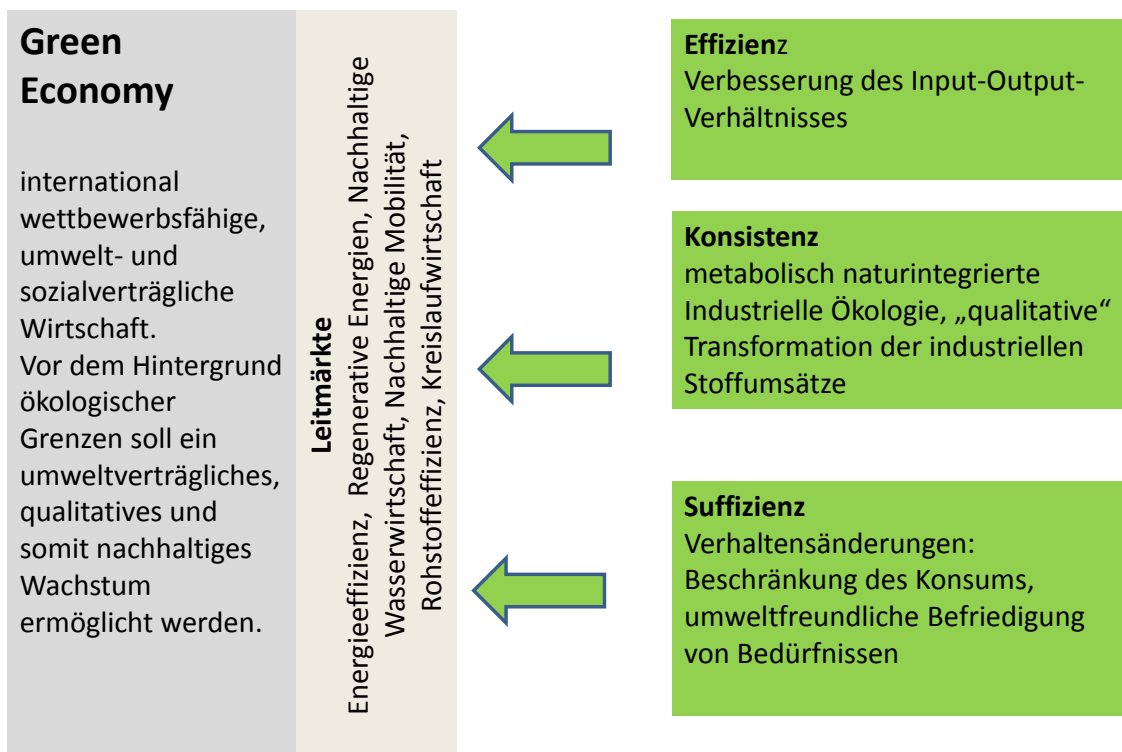 Green
Economy
international
wettbewerbsfähige,
umwelt- und
sozialverträgliche
Wirtschaft.
Vor dem Hintergrund
ökologischer
Grenzen soll ein
umweltverträgliches,
qualitatives und
somit nachhaltiges
Wachstum
ermöglicht werden.
Leitmärkte
Energieeffizienz, Regenerative Energien, Nachhaltige
Wasserwirtschaft, Nachhaltige Mobilität,
Rohstoffeffizienz, Kreislaufwirtschaft
Effizienz
Verbesserung des Input-Output-
Verhältnisses
Konsistenz
metabolisch naturintegrierte
Industrielle Ökologie, „qualitative“
Transformation der industriellen
Stoffumsätze
Suffizienz
Verhaltensänderungen:
Beschränkung des Konsums,
umweltfreundliche Befriedigung
von Bedürfnissen